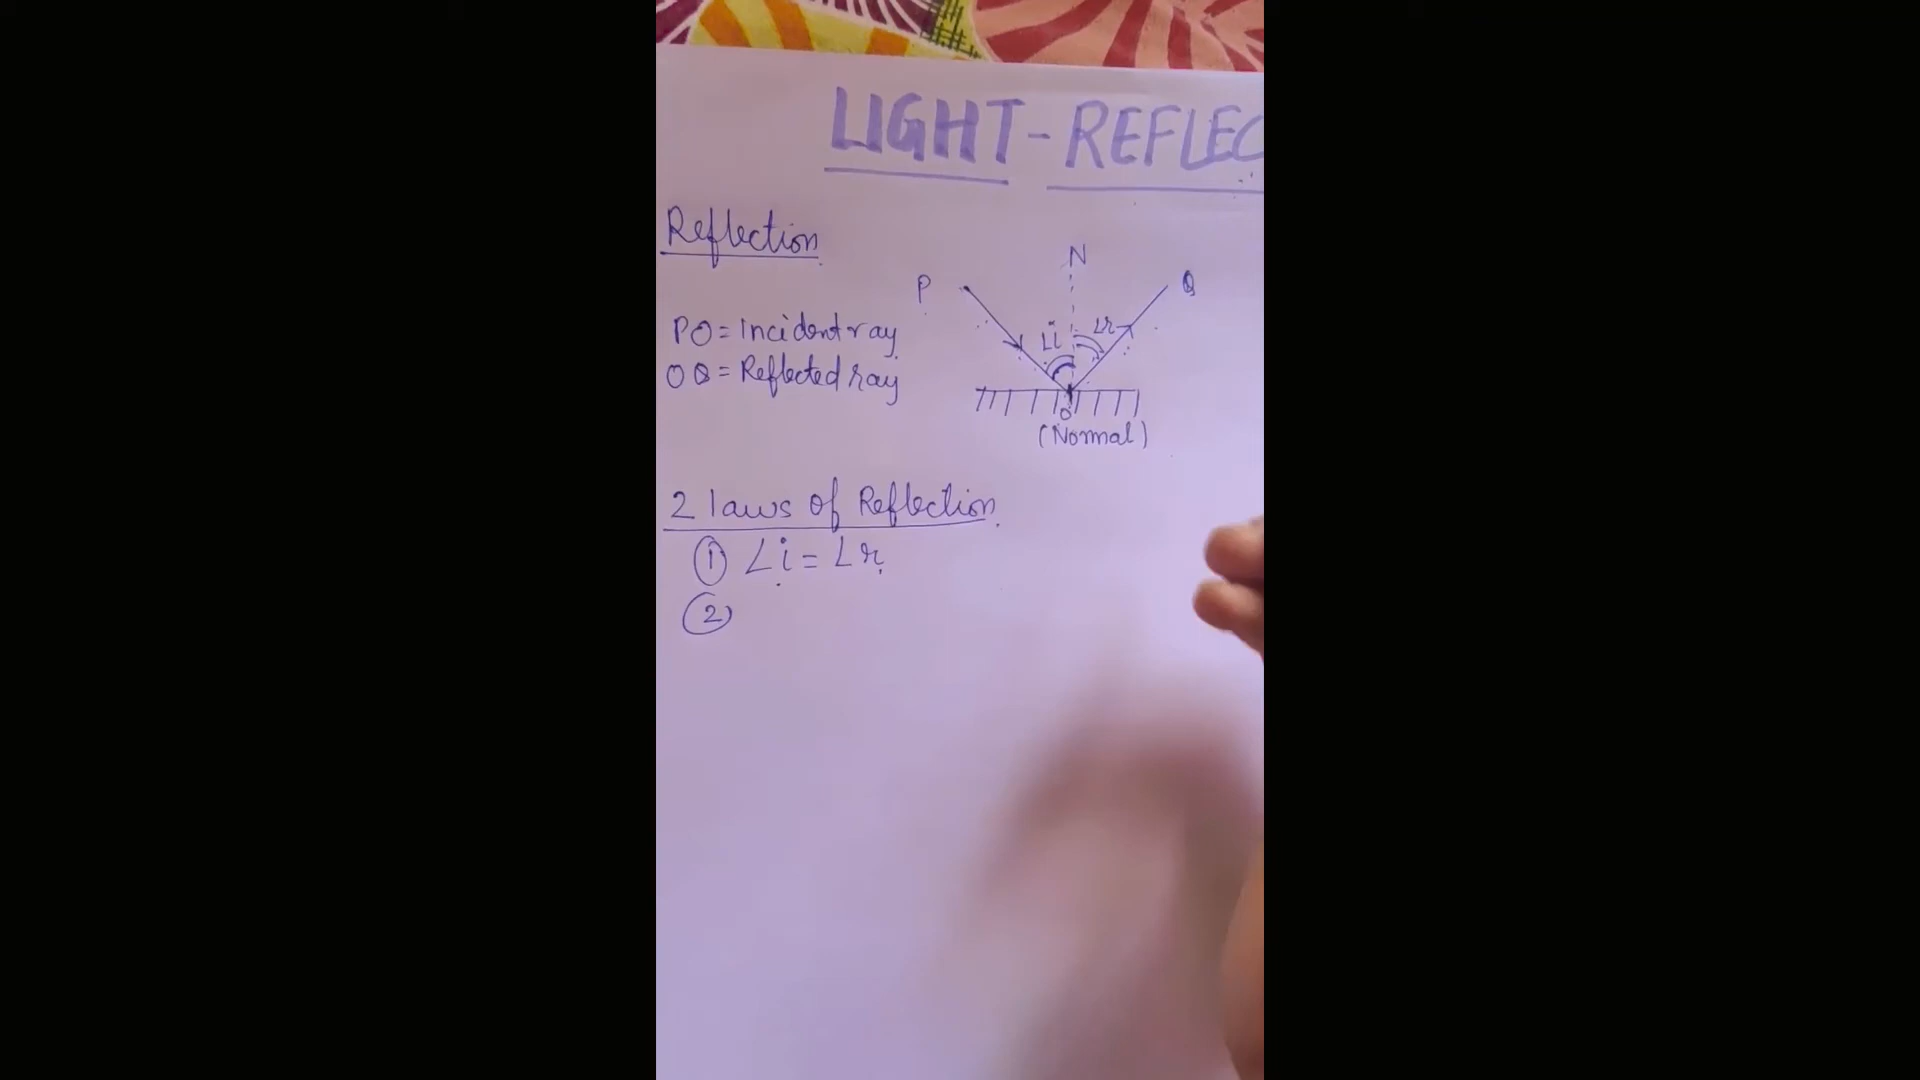 LIGHT-REFLEC
Reflection
N
P
Q
∠i
∠r
PO = Incident ray
OQ = Reflected ray
O
(Normal)
2 laws of Reflection
① ∠i = ∠r
②